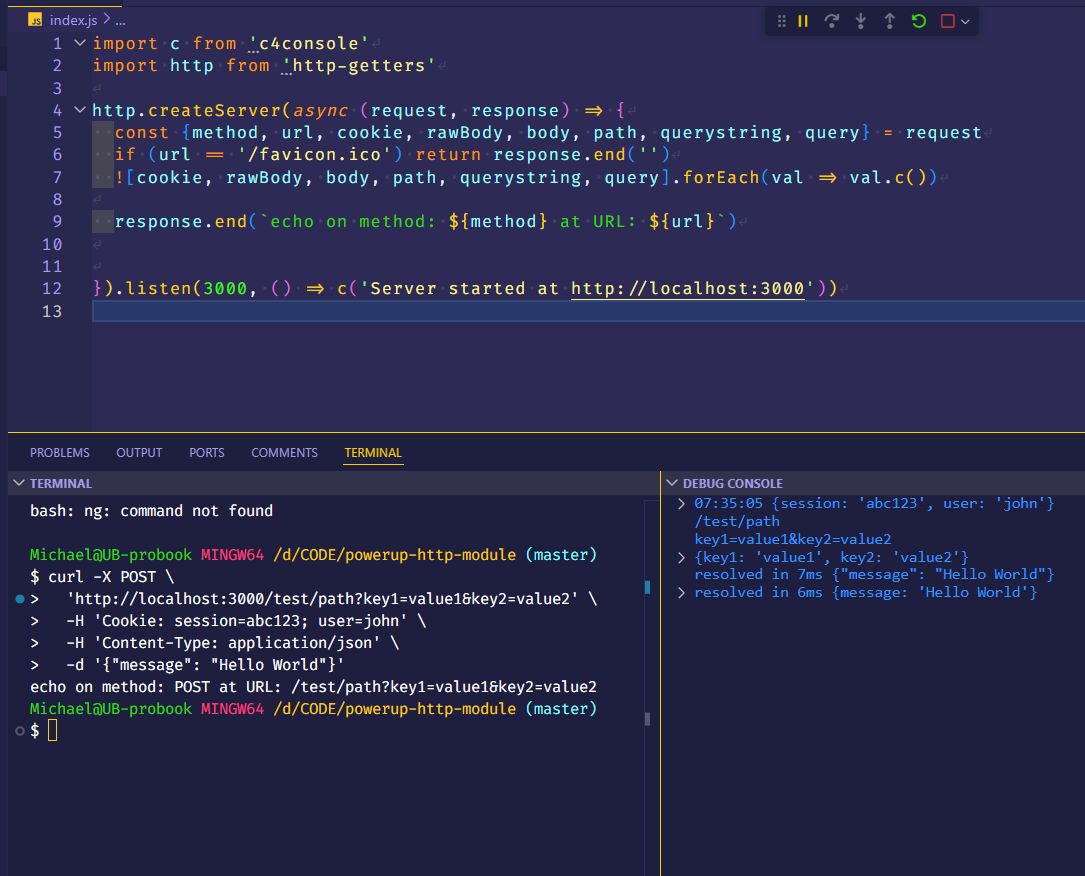 JS index.js > ...
1 import c from 'c4console'
2 import http from 'http-getters'
3
4 http.createServer(async (request, response) => {
5 const {method, url, cookie, rawBody, body, path, querystring, query} = request
6 if (url == '/favicon.ico') return response.end('')
7 ![cookie, rawBody, body, path, querystring, query].forEach(val => val.c())
8
9 response.end(`echo on method: ${method} at URL: ${url}`)
10
11
12 }).listen(3000, () => c('Server started at http://localhost:3000'))
13
PROBLEMS OUTPUT PORTS COMMENTS TERMINAL
TERMINAL
bash: ng: command not found
Michael@UB-probook MINGW64 /d/CODE/powerup-http-module (master)
$ curl -X POST \
> 'http://localhost:3000/test/path?key1=value1&key2=value2' \
> -H 'Cookie: session=abc123; user=john' \
> -H 'Content-Type: application/json' \
> -d '{"message": "Hello World"}'
echo on method: POST at URL: /test/path?key1=value1&key2=value2
Michael@UB-probook MINGW64 /d/CODE/powerup-http-module (master)
$
DEBUG CONSOLE
> 07:35:05 {session: 'abc123', user: 'john'}
/test/path
key1=value1&key2=value2
> {key1: 'value1', key2: 'value2'}
resolved in 7ms {"message": "Hello World"}
> resolved in 6ms {message: 'Hello World'}